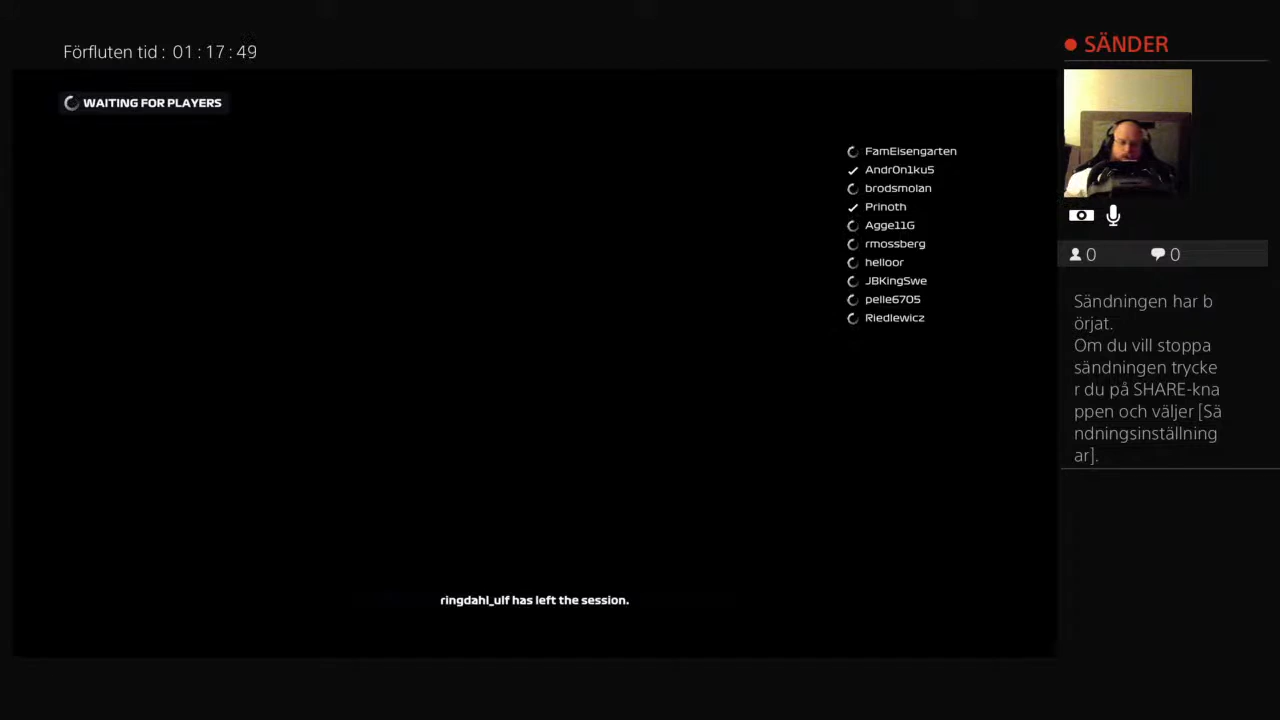 Förfluten tid : 01 : 17 : 49
SÄNDER
WAITING FOR PLAYERS
FamEisengarten
Andr0n1ku5
brodsmolan
Prinoth
Agge11G
rmossberg
helloor
JBKingSwe
pelle6705
Riedlewicz
0
0
Sändningen har b
örjat.
Om du vill stoppa
sändningen trycke
r du på SHARE-kna
ppen och väljer [Sä
ndningsinställning
ar].
ringdahl_ulf has left the session.